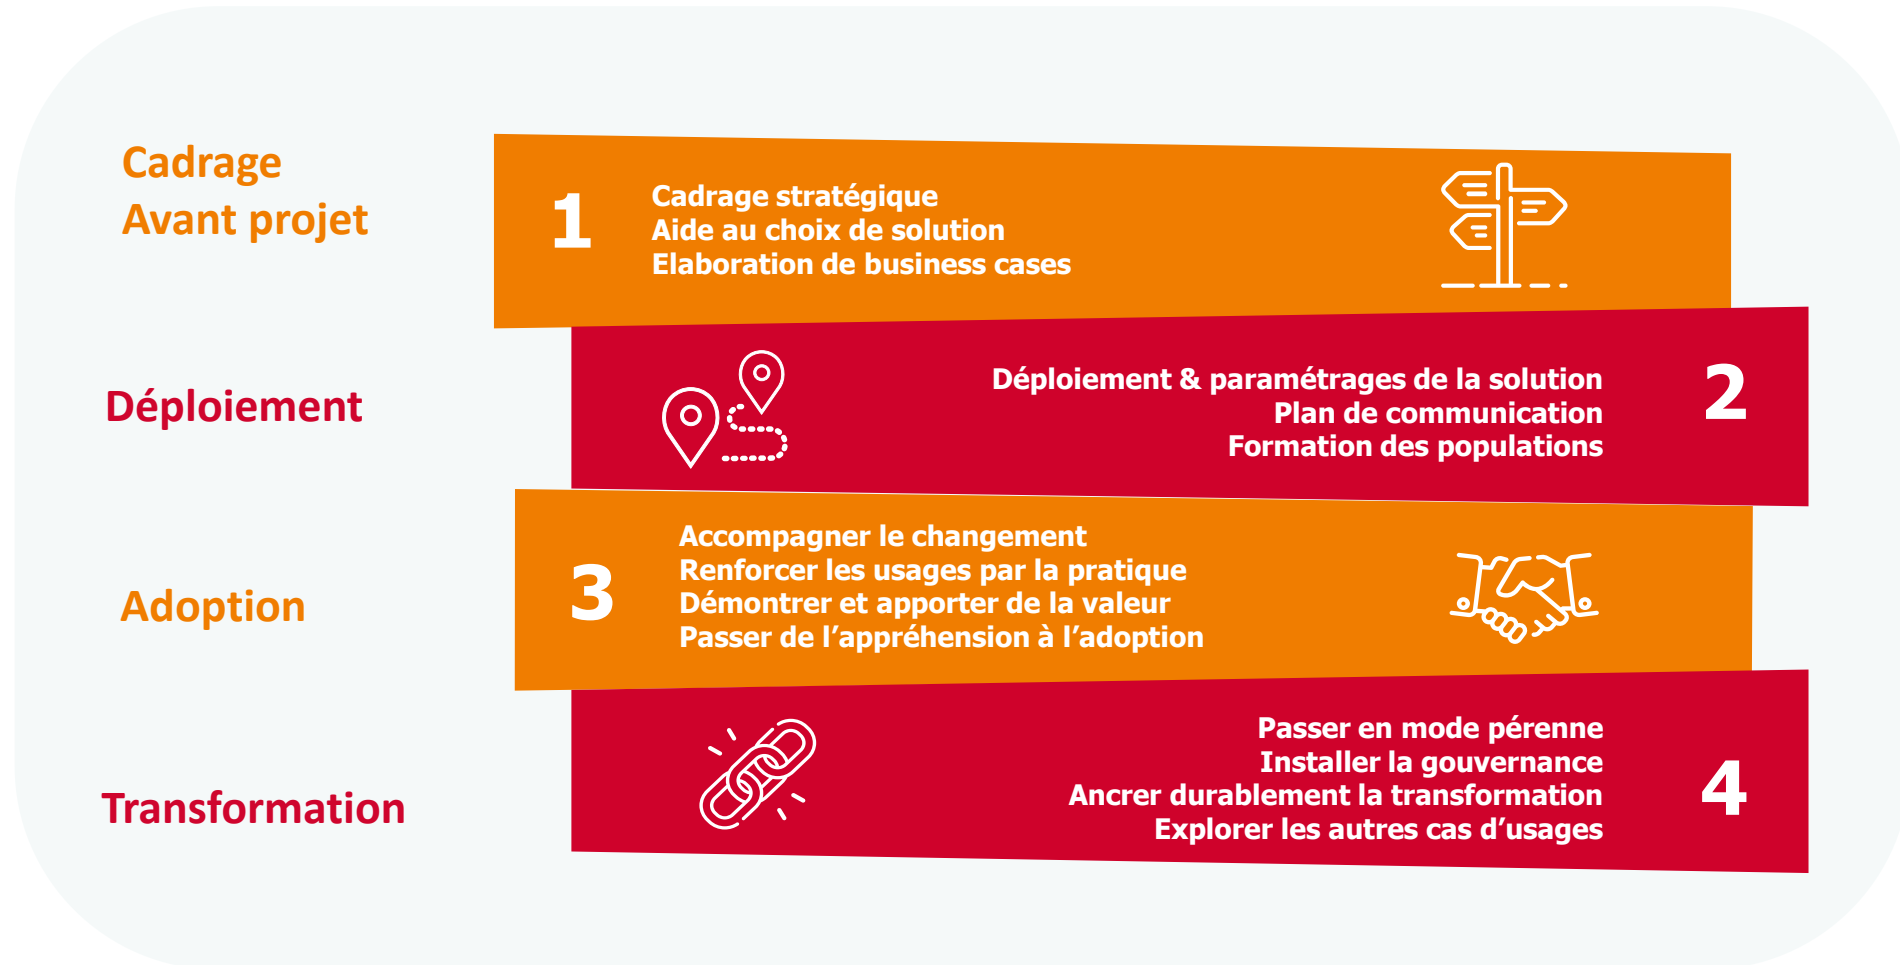 Cadrage
Avant projet
1
Cadrage stratégique
Aide au choix de solution
Elaboration de business cases
Déploiement
Déploiement & paramétrages de la solution
Plan de communication
Formation des populations
2
Adoption
3
Accompagner le changement
Renforcer les usages par la pratique
Démontrer et apporter de la valeur
Passer de l’appréhension à l’adoption
Transformation
Passer en mode pérenne
Installer la gouvernance
Ancrer durablement la transformation
Explorer les autres cas d’usages
4